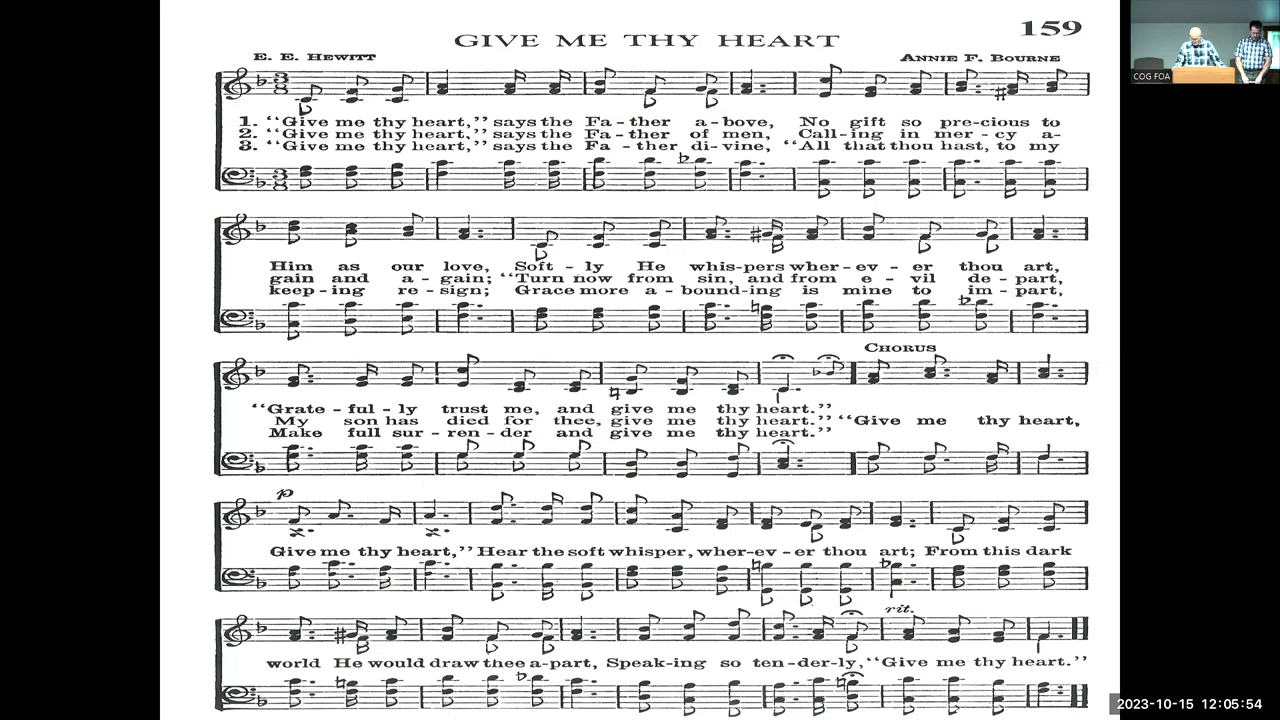 159
GIVE ME THY HEART
E. E. HEWITT
ANNIE F. BOURNE
COG FOA
1. “Give me thy heart,” says the Fa - ther a - bove, No gift so pre - cious to
2. “Give me thy heart,” says the Fa - ther of men, Call - ing in mer - cy a-
3. “Give me thy heart,” says the Fa - ther di - vine, “All that thou hast, to my
Him as our love, Soft - ly He whis - pers wher - ev - er thou art,
gain and a - gain; “Turn now from sin, and from e - vil de - part,
keep - ing re - sign; Grace more a - bound - ing is mine to im - part,
CHORUS
“Grate - ful - ly trust me, and give me thy heart.”
My son has died for thee, give me thy heart.” “Give me thy heart,
Make full sur - ren - der and give me thy heart.”
p
Give me thy heart,” Hear the soft whisper, wher - ev - er thou art; From this dark
rit.
world He would draw thee a - part, Speak - ing so ten - der - ly, “Give me thy heart.”
2023-10-15 12:05:54